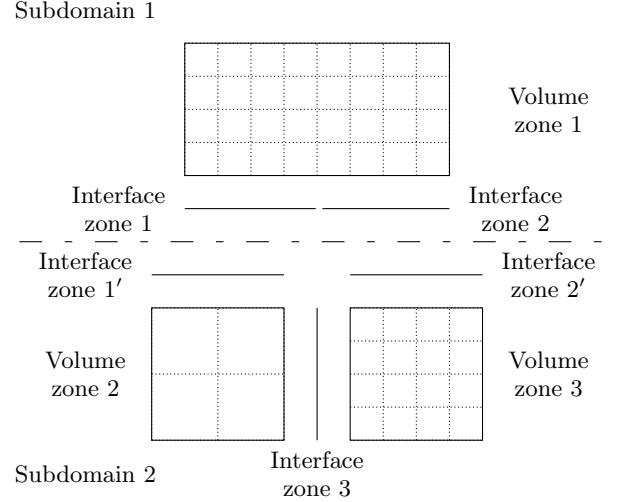 Subdomain 1
Volume
zone 1
Interface
zone 1
Interface
zone 2
Interface
zone 1′
Interface
zone 2′
Volume
zone 2
Volume
zone 3
Interface
zone 3
Subdomain 2